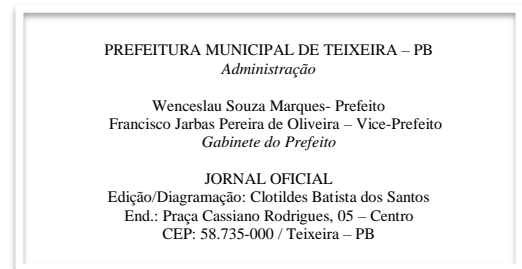 PREFEITURA MUNICIPAL DE TEIXEIRA – PB
Administração
Wenceslau Souza Marques- Prefeito
Francisco Jarbas Pereira de Oliveira – Vice-Prefeito
Gabinete do Prefeito
JORNAL OFICIAL
Edição/Diagramação: Clotildes Batista dos Santos
End.: Praça Cassiano Rodrigues, 05 – Centro
CEP: 58.735-000 / Teixeira – PB